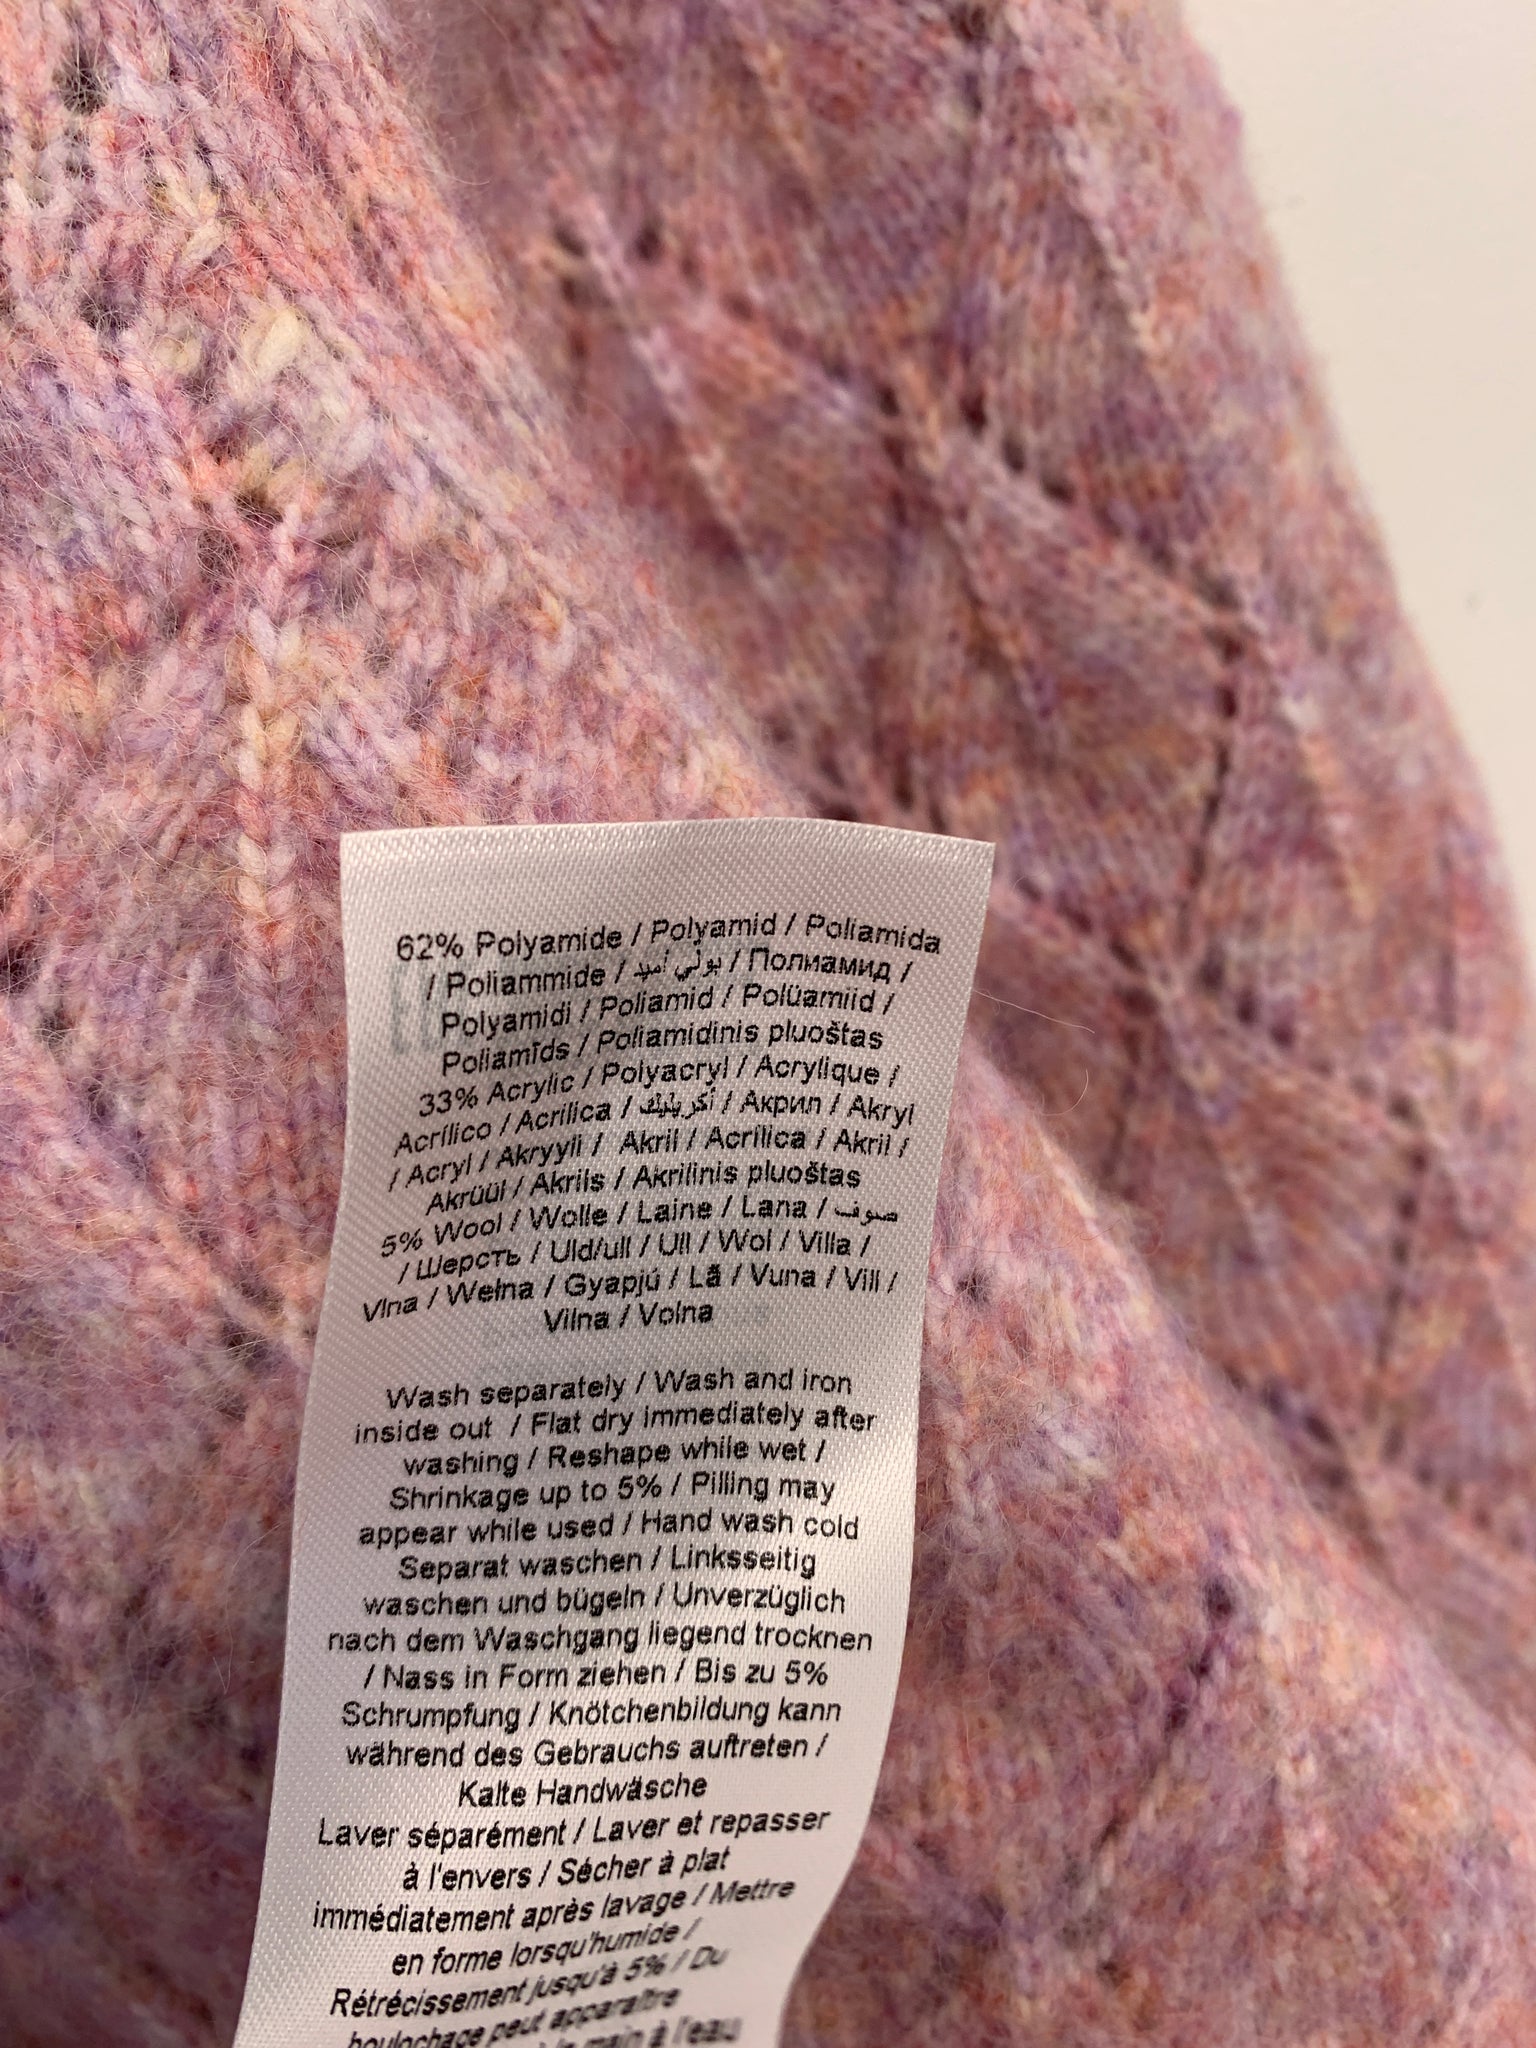 62% Polyamide / Polyamid / Poliamida
/ Poliammide / بولي أميد / Полиамид /
Polyamidi / Poliamid / Polüamiid /
Poliamīds / Poliamidinis pluoštas
33% Acrylic / Polyacryl / Acrylique /
Acrílico / Acrilica / أكريليك / Акрил / Akryl
/ Acryl / Akryyli / Akril / Acrílica / Akril /
Akrüül / Akrils / Akrilinis pluoštas
5% Wool / Wolle / Laine / Lana / صوف
/ Шерсть / Uld/ull / Ull / Wol / Villa /
Vlna / Wełna / Gyapjú / Lã / Vuna / Vill /
Vilna / Volna
Wash separately / Wash and iron
inside out / Flat dry immediately after
washing / Reshape while wet /
Shrinkage up to 5% / Pilling may
appear while used / Hand wash cold
Separat waschen / Linksseitig
waschen und bügeln / Unverzüglich
nach dem Waschgang liegend trocknen
/ Nass in Form ziehen / Bis zu 5%
Schrumpfung / Knötchenbildung kann
während des Gebrauchs auftreten /
Kalte Handwäsche
Laver séparément / Laver et repasser
à l'envers / Sécher à plat
immédiatement après lavage / Mettre
en forme lorsqu'humide /
Rétrécissement jusqu'à 5% / Du
boulochage peut apparaître
main à l'eau